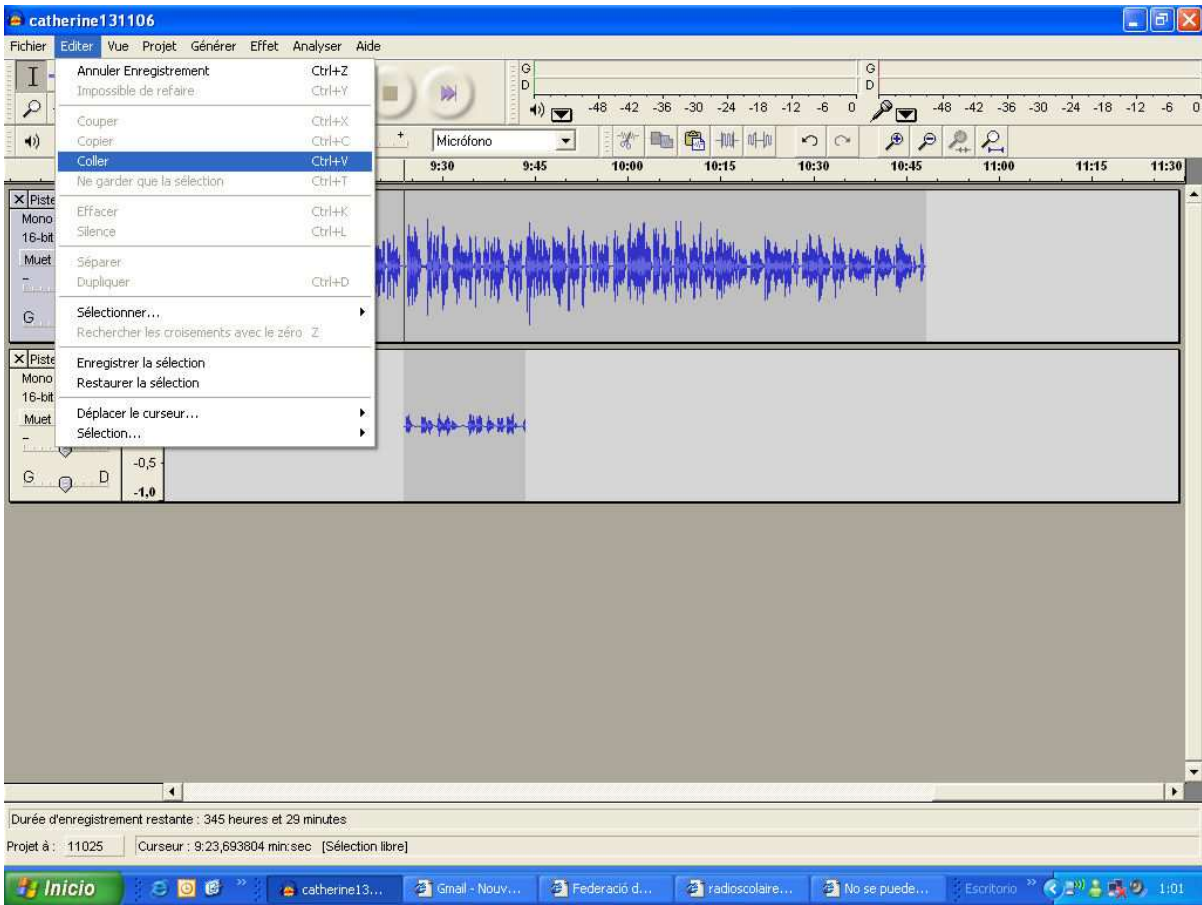 catherine131106
Fichier Editer Vue Projet Générer Effet Analyser Aide
Annuler Enregistrement Ctrl+Z
Impossible de refaire Ctrl+Y
Couper Ctrl+X
Copier Ctrl+C
Coller Ctrl+V
Ne garder que la sélection Ctrl+T
Effacer Ctrl+K
Silence Ctrl+L
Séparer
Dupliquer Ctrl+D
Sélectionner...
Rechercher les croisements avec le zéro Z
Enregistrer la sélection
Restaurer la sélection
Déplacer le curseur...
Sélection...
G
D
-48 -42 -36 -30 -24 -18 -12 -6 0
G
D
-48 -42 -36 -30 -24 -18 -12 -6 0
- +
Micrófono
9:30 9:45 10:00 10:15 10:30 10:45 11:00 11:15 11:30
X Piste
Mono
16-bit
Muet
-
G
X Piste
Mono
16-bit
Muet
-
G D
-0,5
-1,0
Durée d'enregistrement restante : 345 heures et 29 minutes
Projet à : 11025 Curseur : 9:23,693804 min:sec [Sélection libre]
Inicio catherine13... Gmail - Nouv... Federació d... radioscolaire... No se puede... Escritorio 1:01